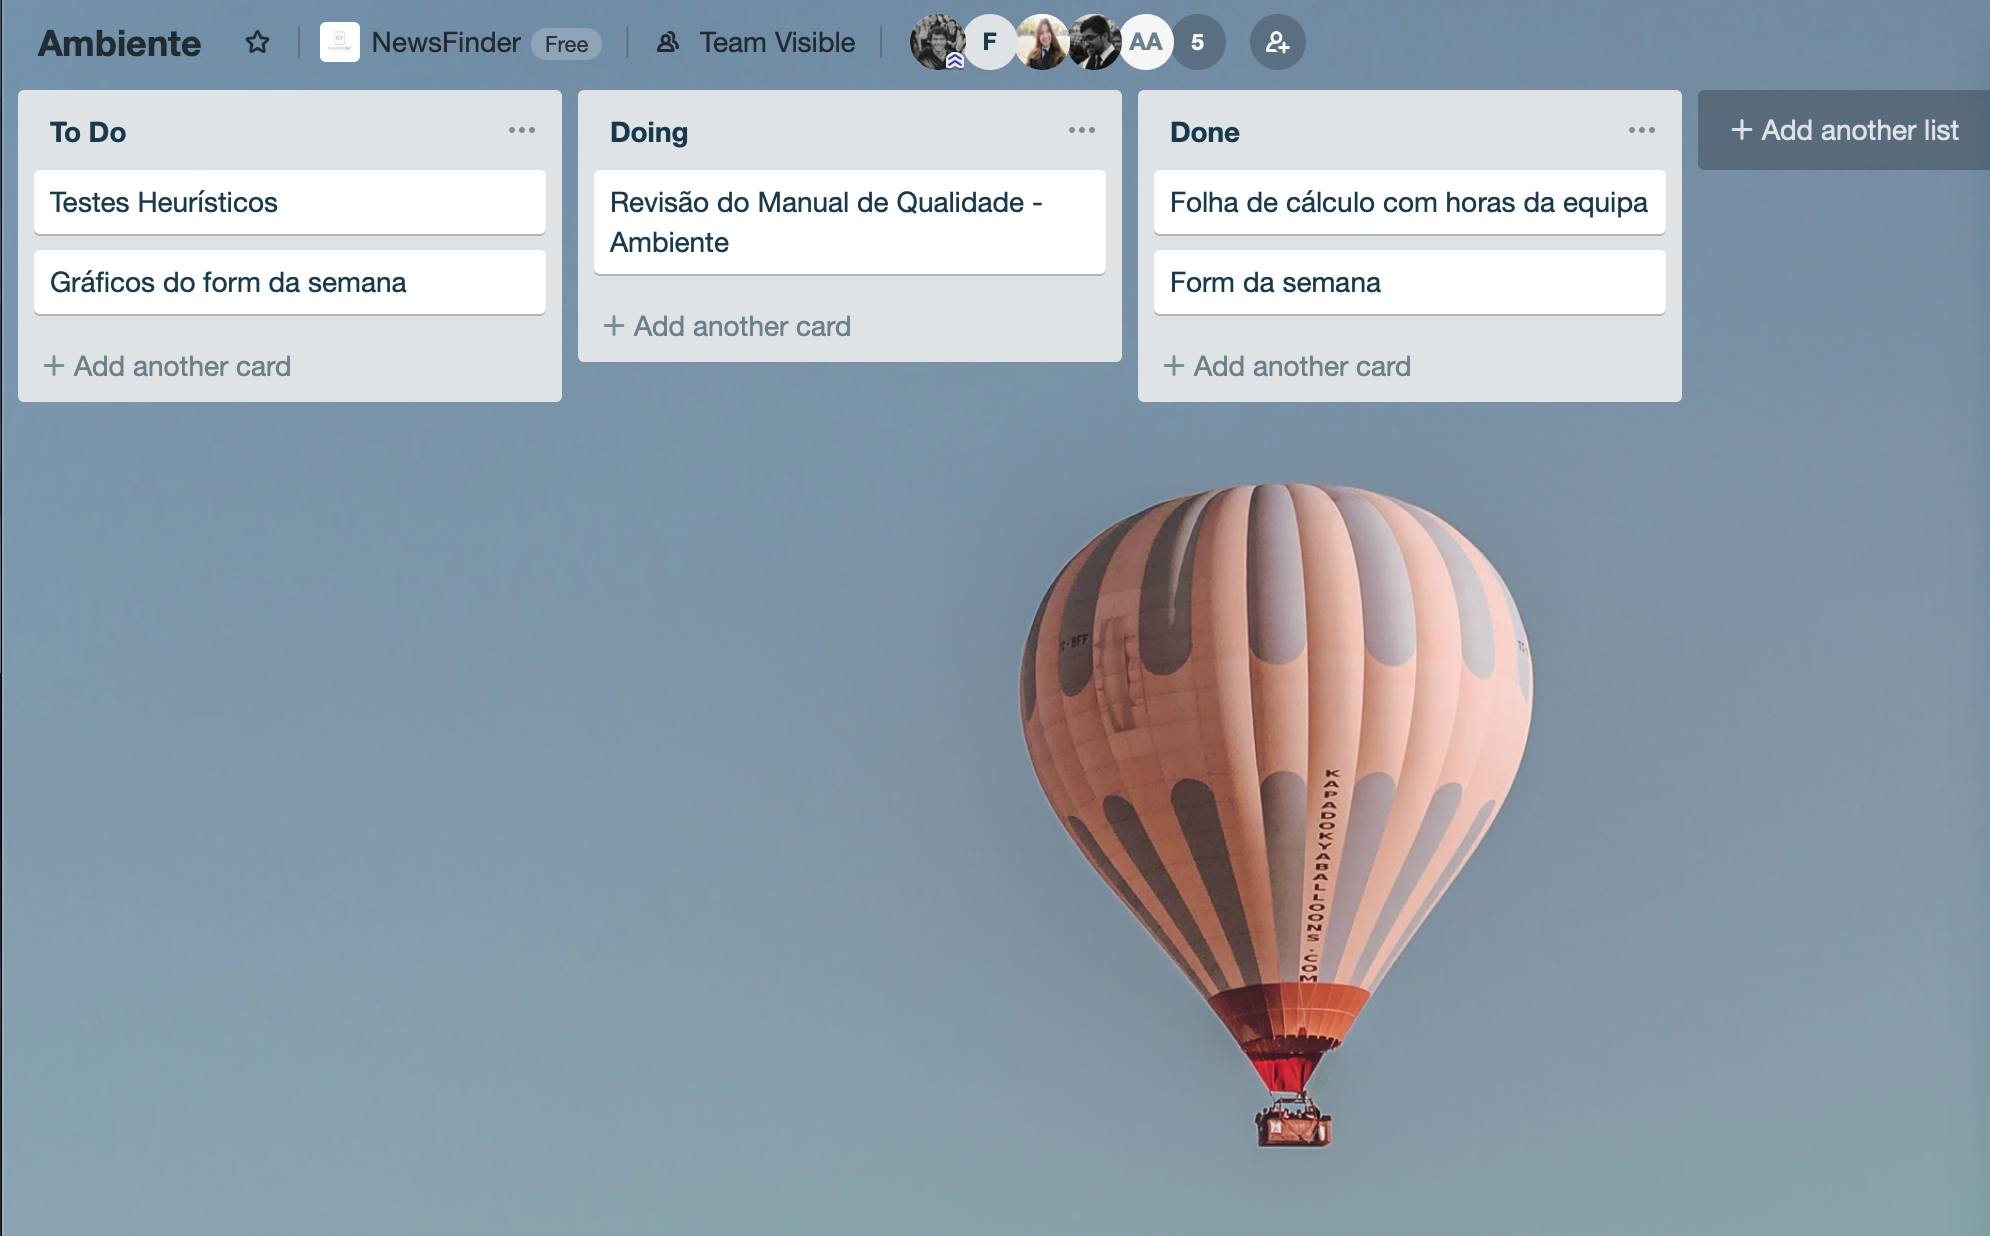 Ambiente
NewsFinder Free
Team Visible
F
AA
5
To Do
Testes Heurísticos
Gráficos do form da semana
+ Add another card
Doing
Revisão do Manual de Qualidade -
Ambiente
+ Add another card
Done
Folha de cálculo com horas da equipa
Form da semana
+ Add another card
+ Add another list
KAPADOKYABALLOONS.COM